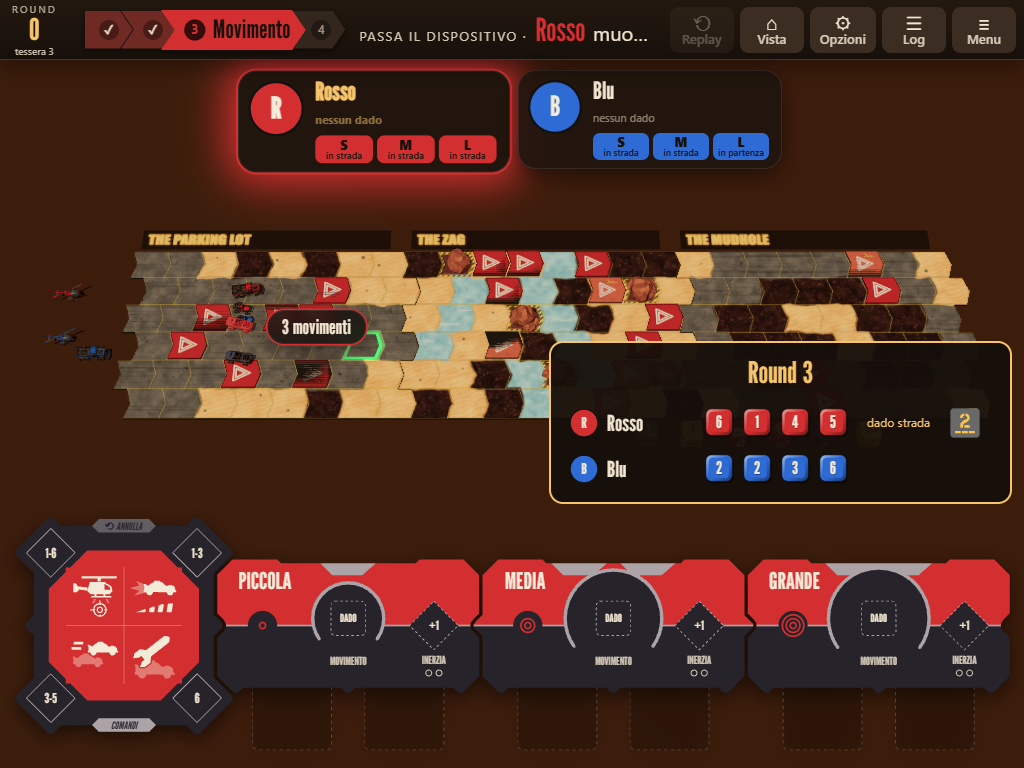 ROUND
0
tessera 3
3 Movimento
4
PASSA IL DISPOSITIVO · Rosso muo...
Replay
Vista
Opzioni
Log
Menu
R
Rosso
nessun dado
S
in strada
M
in strada
L
in strada
B
Blu
nessun dado
S
in strada
M
in strada
L
in partenza
THE PARKING LOT
THE ZAG
THE MUDHOLE
3 movimenti
Round 3
R Rosso 6 1 4 5 dado strada 2
B Blu 2 2 3 6
ANNULLA
1-6
1-3
3-5
6
COMANDI
PICCOLA
DADO
+1
MOVIMENTO
INERZIA
MEDIA
DADO
+1
MOVIMENTO
INERZIA
GRANDE
DADO
+1
MOVIMENTO
INERZIA